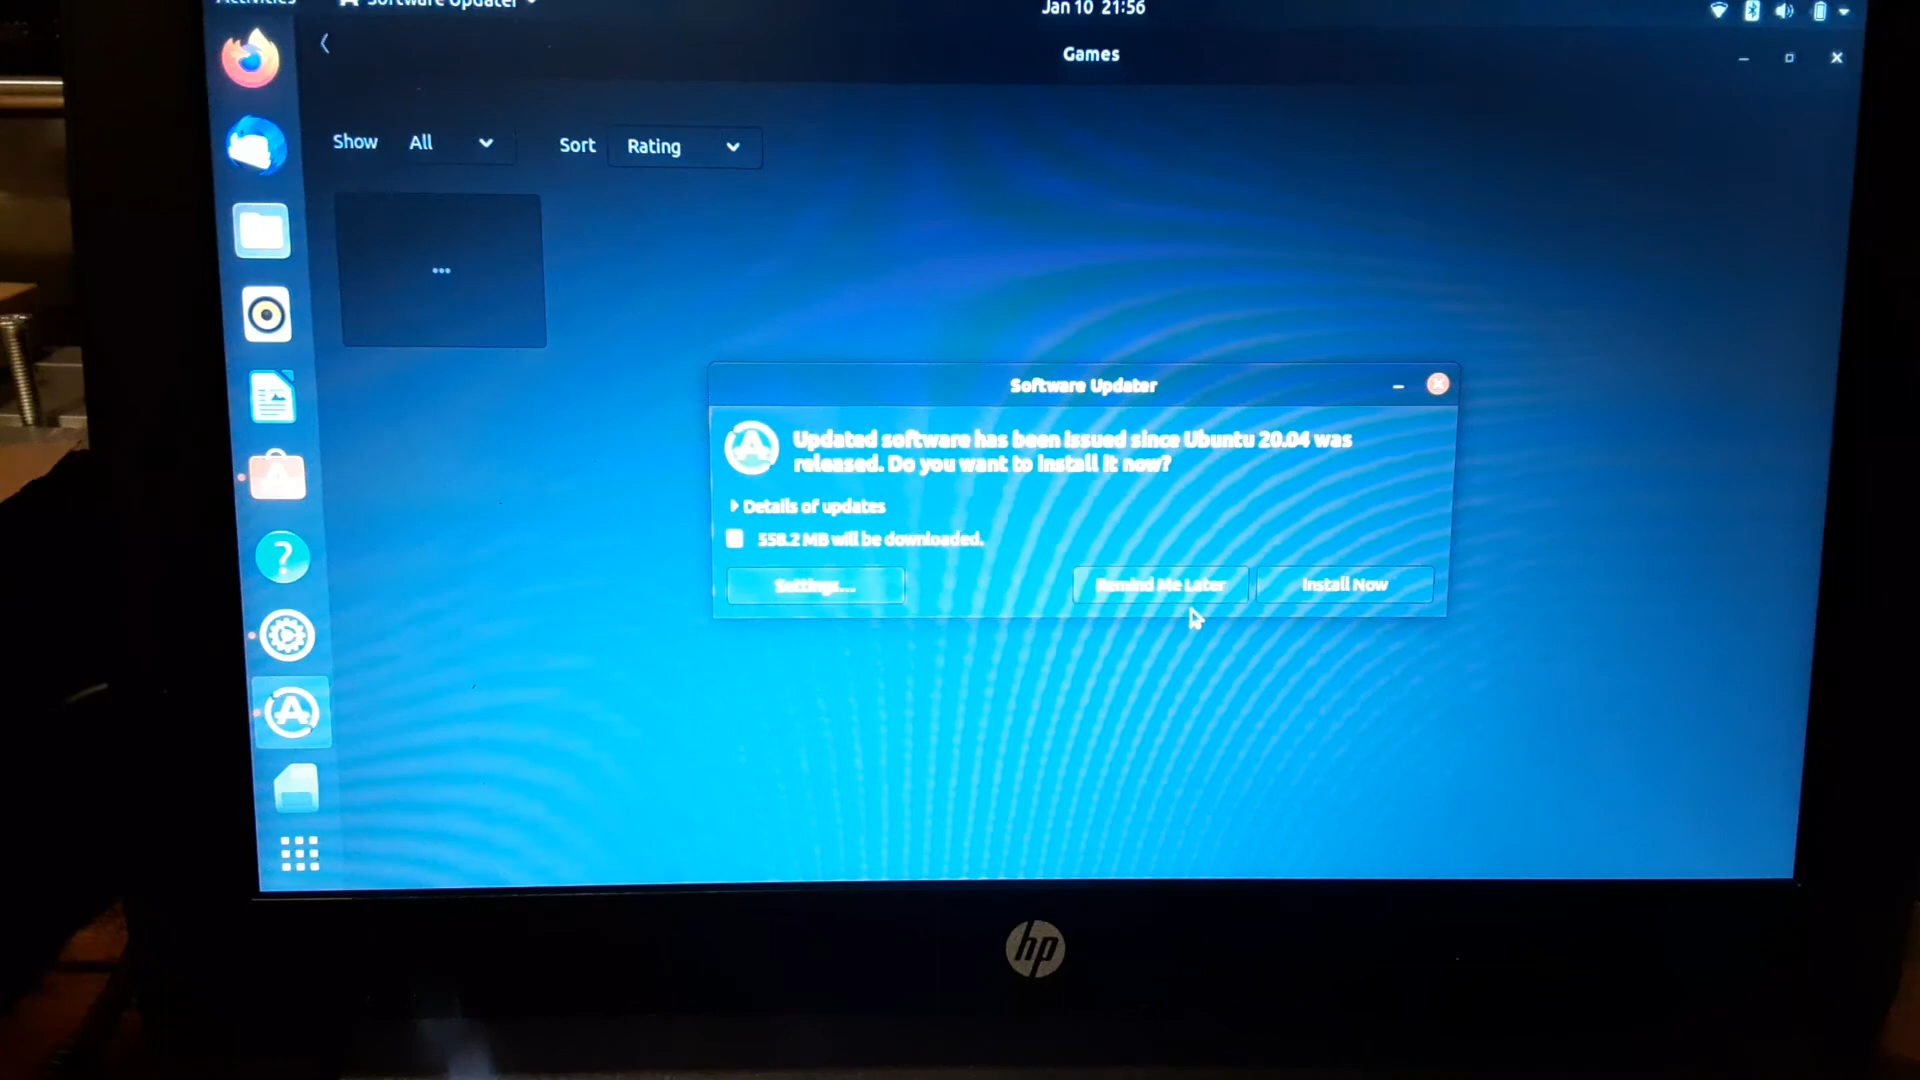 Activities
Software Updater
Jan 10 21:56
Games
Show All
Sort Rating
...
Software Updater
Updated software has been issued since Ubuntu 20.04 was
released. Do you want to install it now?
Details of updates
558.2 MB will be downloaded.
Settings...
Remind Me Later
Install Now
hp